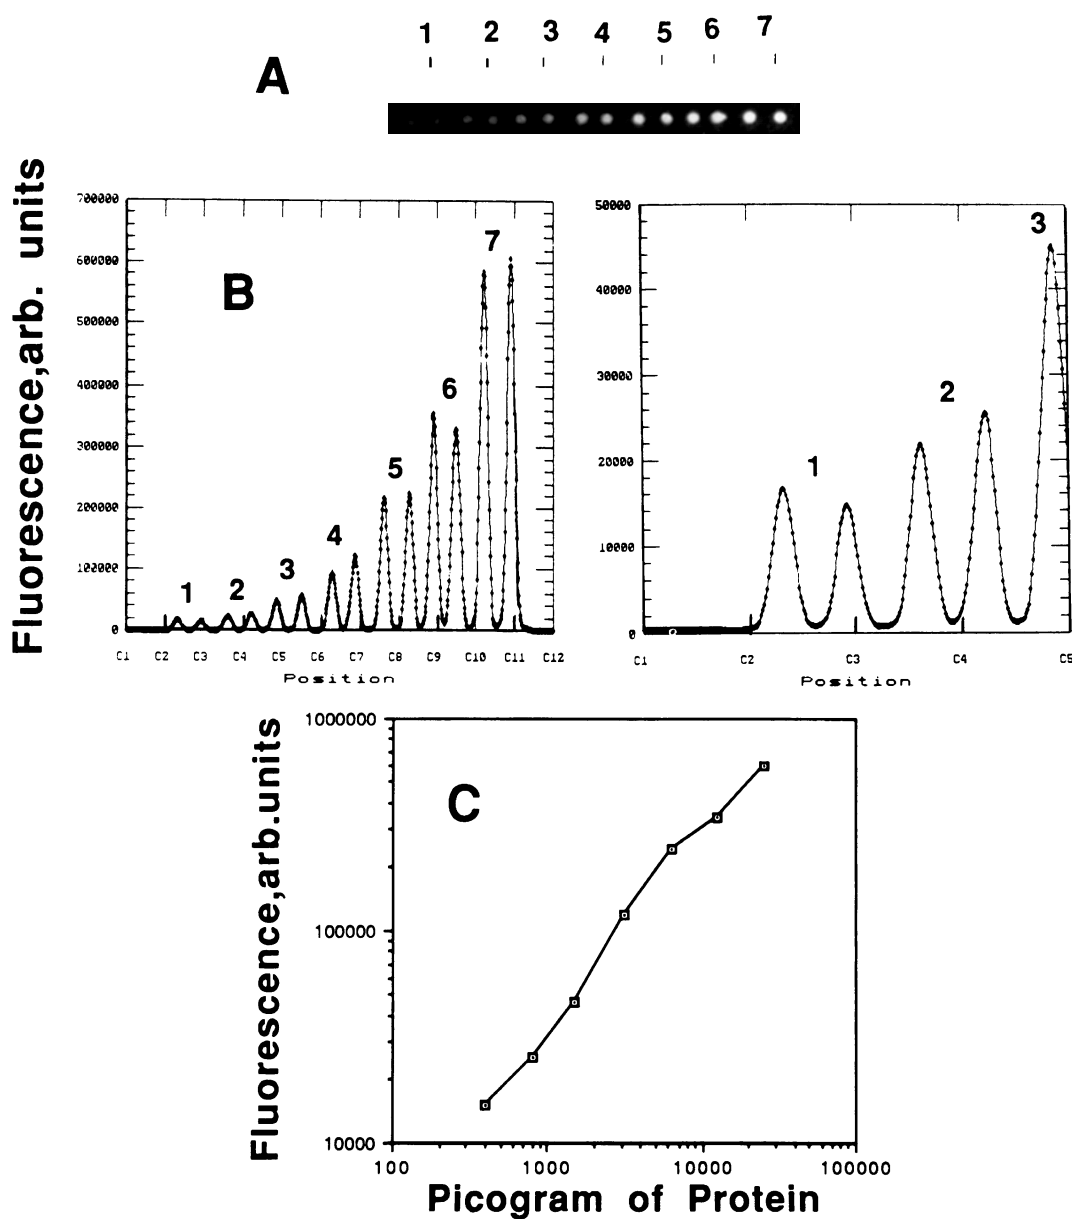 1 2 3 4 5 6 7
A
Fluorescence,arb. units
B
700000
600000
500000
400000
300000
200000
100000
0
1 2 3 4 5 6 7
C1 C2 C3 C4 C5 C6 C7 C8 C9 C10 C11 C12
Position
50000
40000
30000
20000
10000
0
1 2 3
C1 C2 C3 C4 C5
Position
Fluorescence,arb.units
C
1000000
100000
10000
100 1000 10000 100000
Picogram of Protein